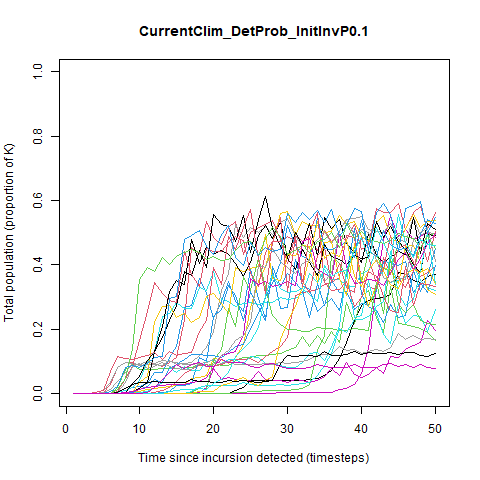 CurrentClim_DetProb_InitInvP0.1
Total population (proportion of K)
1.0
0.8
0.6
0.4
0.2
0.0
0 10 20 30 40 50
Time since incursion detected (timesteps)